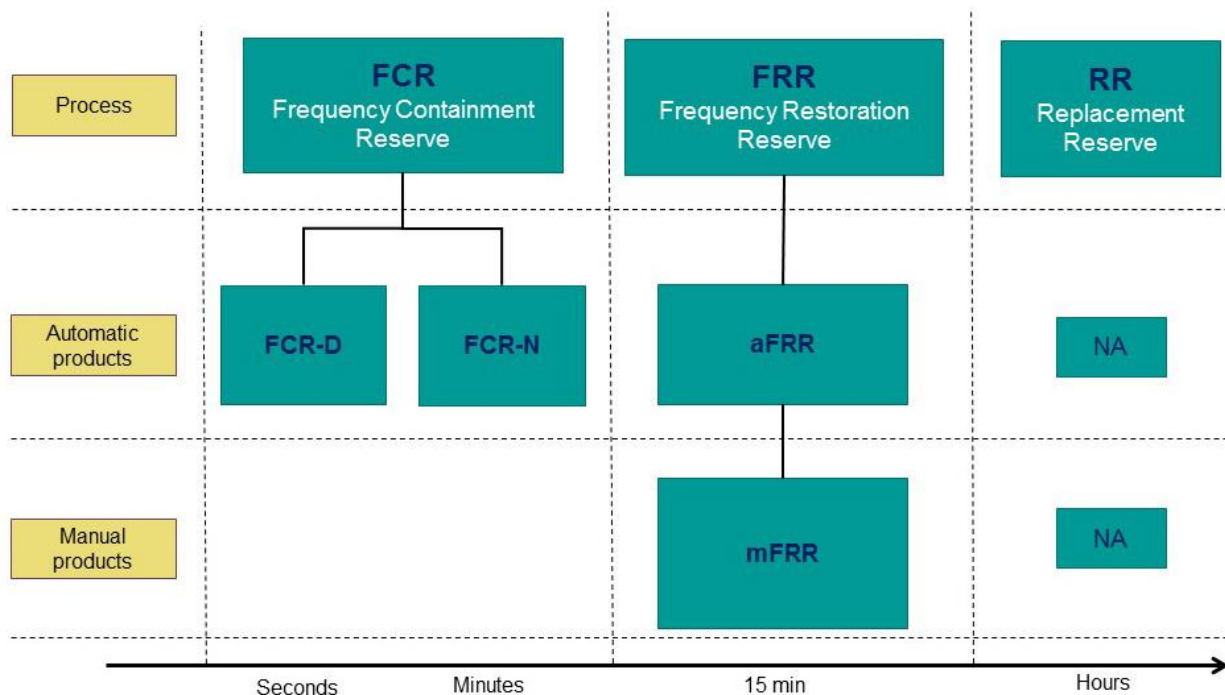 Process
FCR
Frequency Containment
Reserve
FRR
Frequency Restoration
Reserve
RR
Replacement
Reserve
Automatic
products
FCR-D
FCR-N
aFRR
NA
Manual
products
mFRR
NA
Seconds
Minutes
15 min
Hours